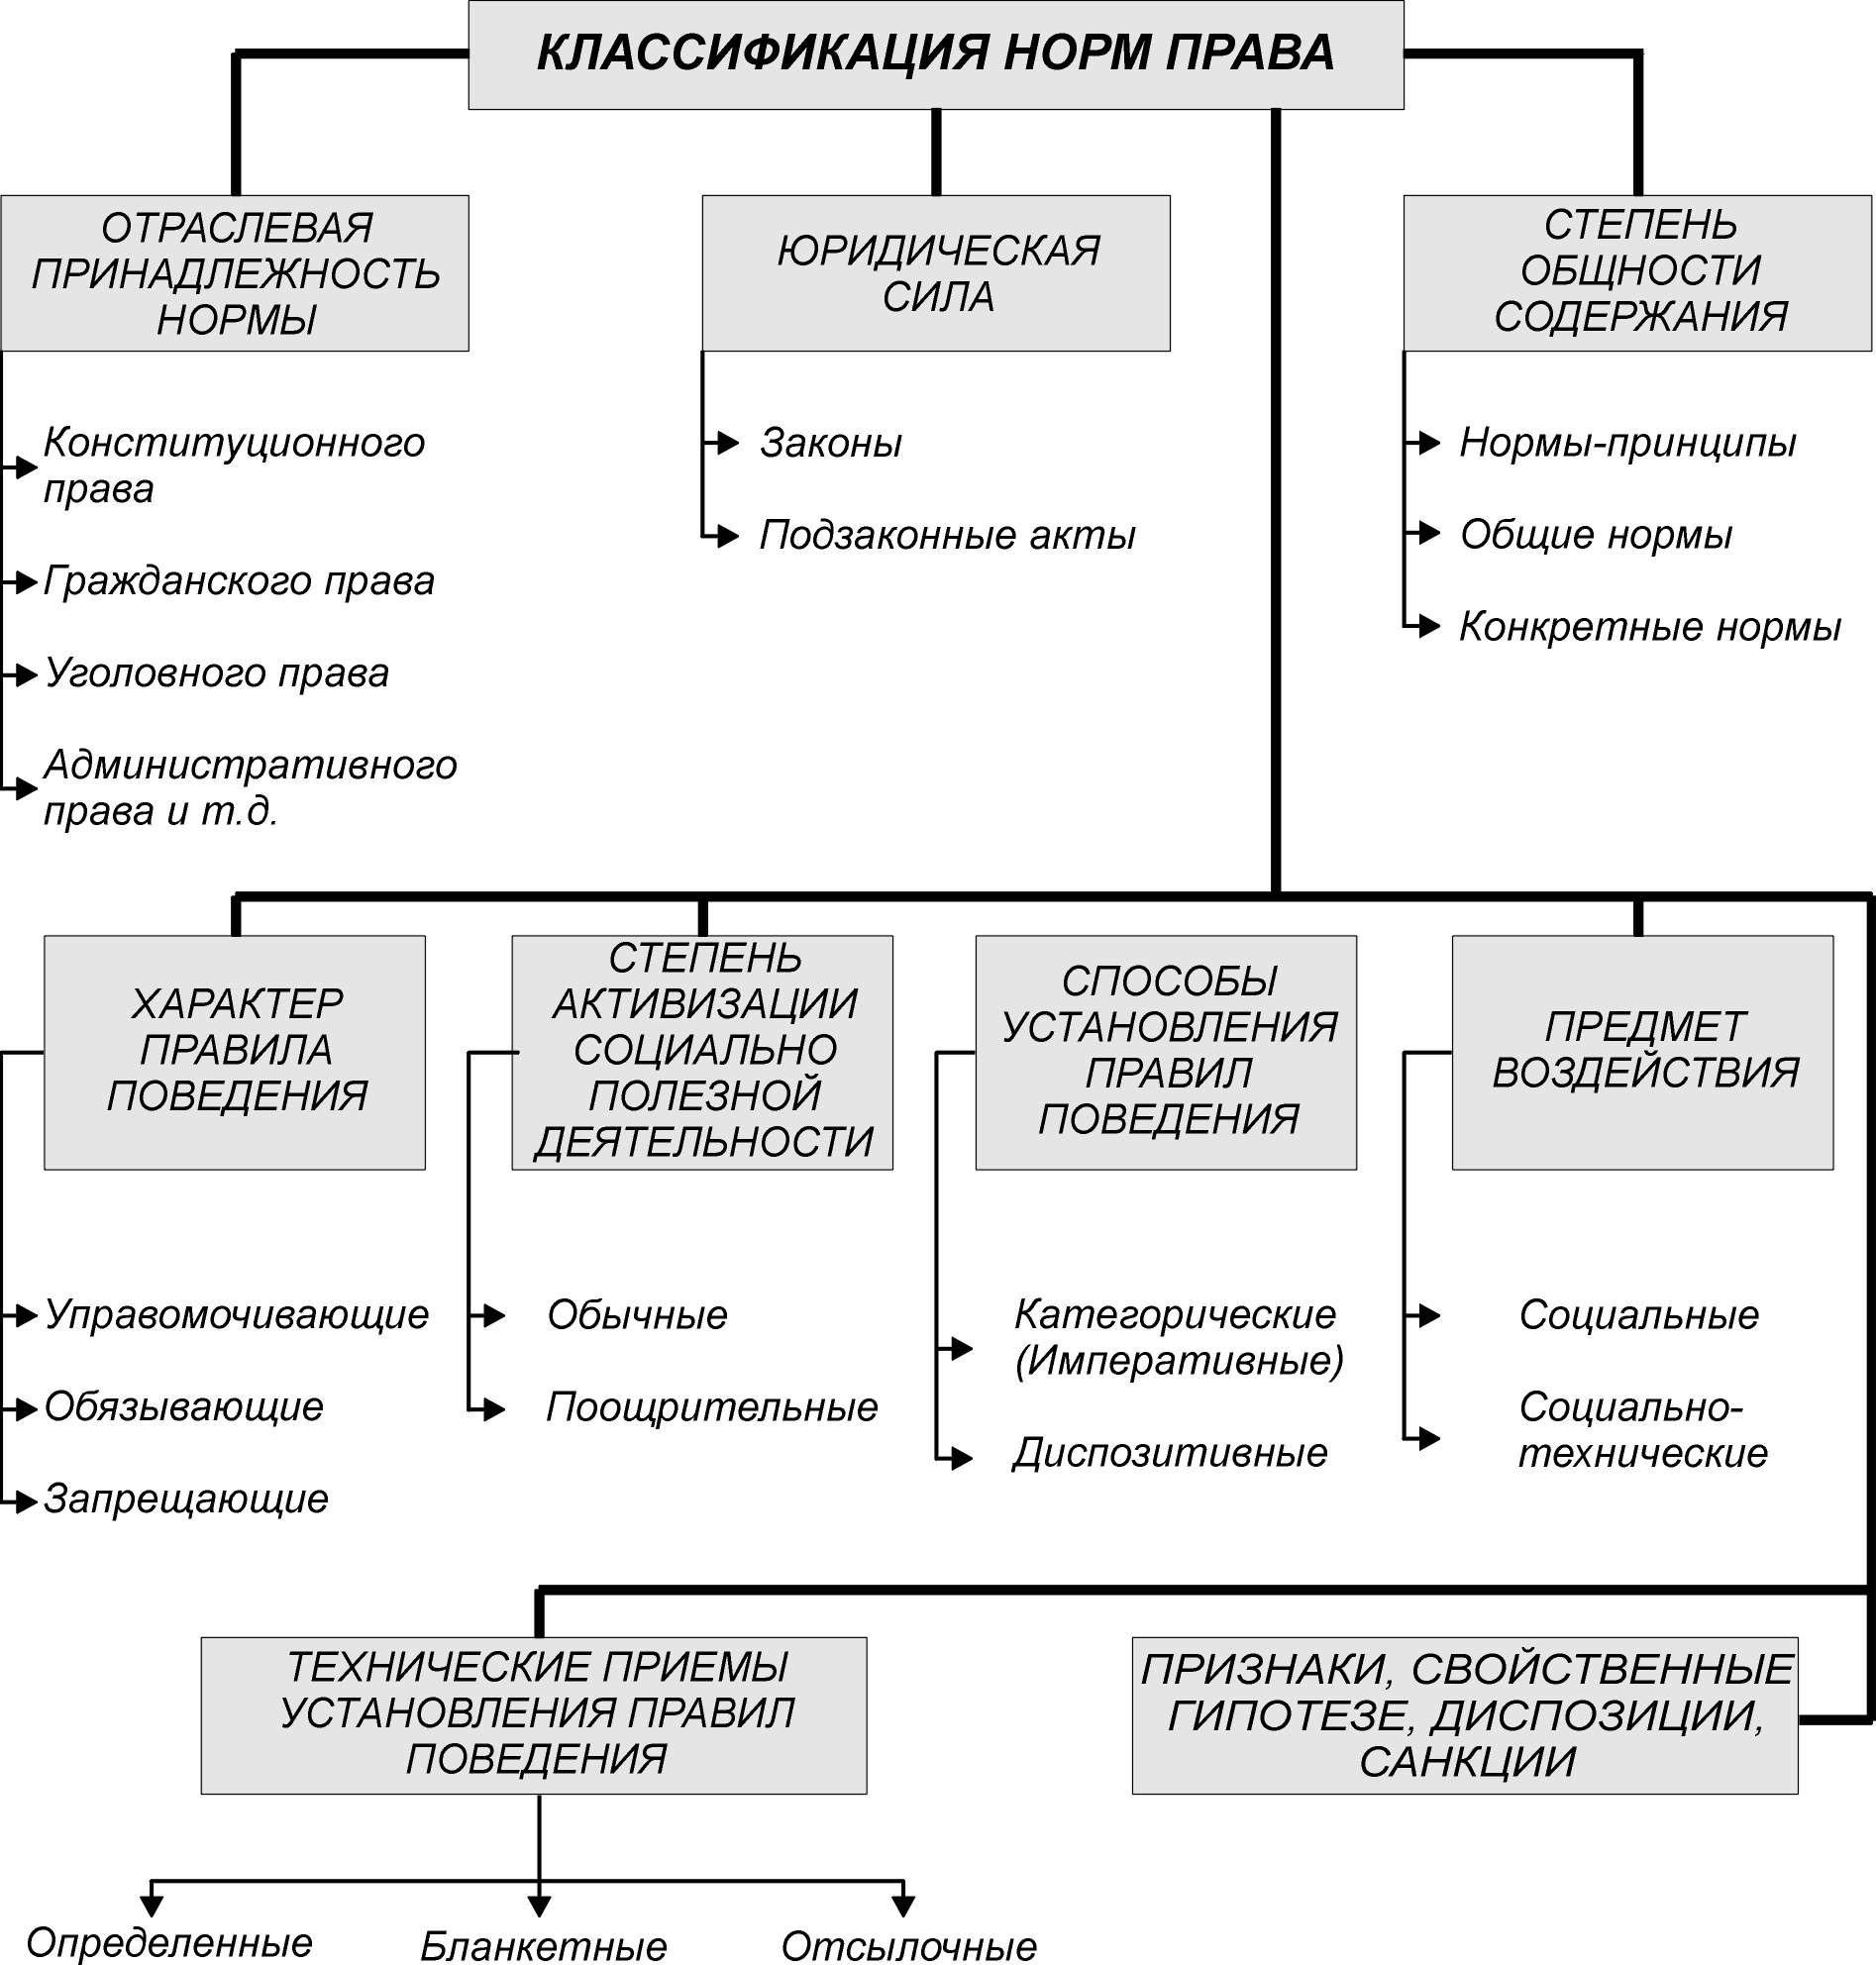 КЛАССИФИКАЦИЯ НОРМ ПРАВА
ОТРАСЛЕВАЯ
ПРИНАДЛЕЖНОСТЬ
НОРМЫ
Конституционного
права
Гражданского права
Уголовного права
Административного
права и т.д.
ЮРИДИЧЕСКАЯ
СИЛА
Законы
Подзаконные акты
СТЕПЕНЬ
ОБЩНОСТИ
СОДЕРЖАНИЯ
Нормы-принципы
Общие нормы
Конкретные нормы
ХАРАКТЕР
ПРАВИЛА
ПОВЕДЕНИЯ
Управомочивающие
Обязывающие
Запрещающие
СТЕПЕНЬ
АКТИВИЗАЦИИ
СОЦИАЛЬНО
ПОЛЕЗНОЙ
ДЕЯТЕЛЬНОСТИ
Обычные
Поощрительные
СПОСОБЫ
УСТАНОВЛЕНИЯ
ПРАВИЛ
ПОВЕДЕНИЯ
Категорические
(Императивные)
Диспозитивные
ПРЕДМЕТ
ВОЗДЕЙСТВИЯ
Социальные
Социально-
технические
ТЕХНИЧЕСКИЕ ПРИЕМЫ
УСТАНОВЛЕНИЯ ПРАВИЛ
ПОВЕДЕНИЯ
Определенные
Бланкетные
Отсылочные
ПРИЗНАКИ, СВОЙСТВЕННЫЕ
ГИПОТЕЗЕ, ДИСПОЗИЦИИ,
САНКЦИИ